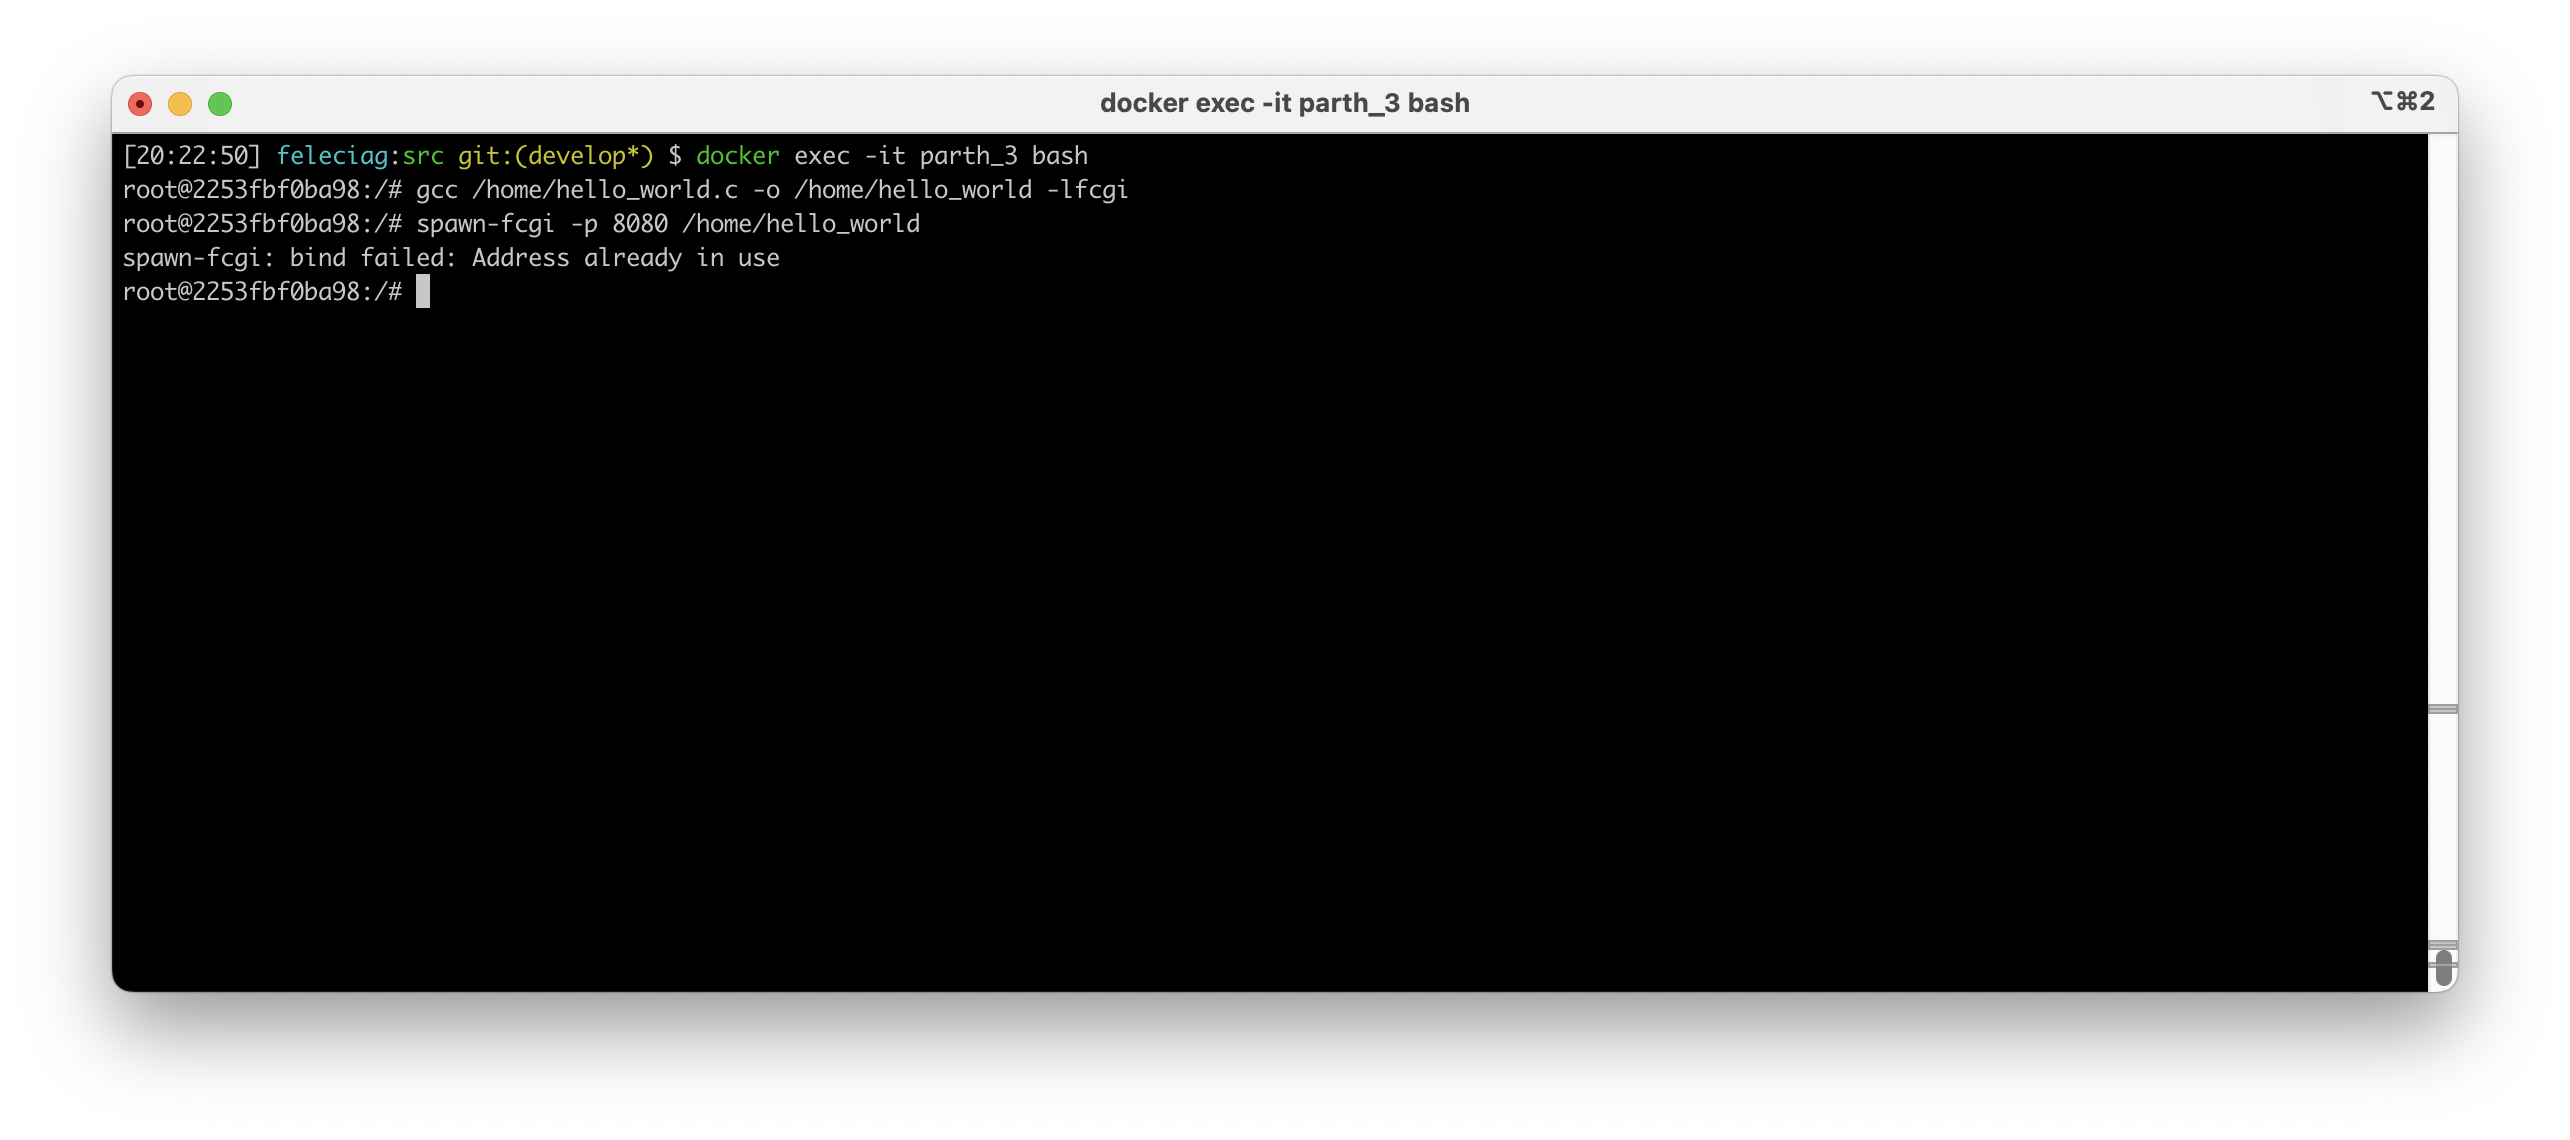 docker exec -it parth_3 bash
⌥⌘2
[20:22:50] feleciag:src git:(develop*) $ docker exec -it parth_3 bash
root@2253fbf0ba98:/# gcc /home/hello_world.c -o /home/hello_world -lfcgi
root@2253fbf0ba98:/# spawn-fcgi -p 8080 /home/hello_world
spawn-fcgi: bind failed: Address already in use
root@2253fbf0ba98:/#